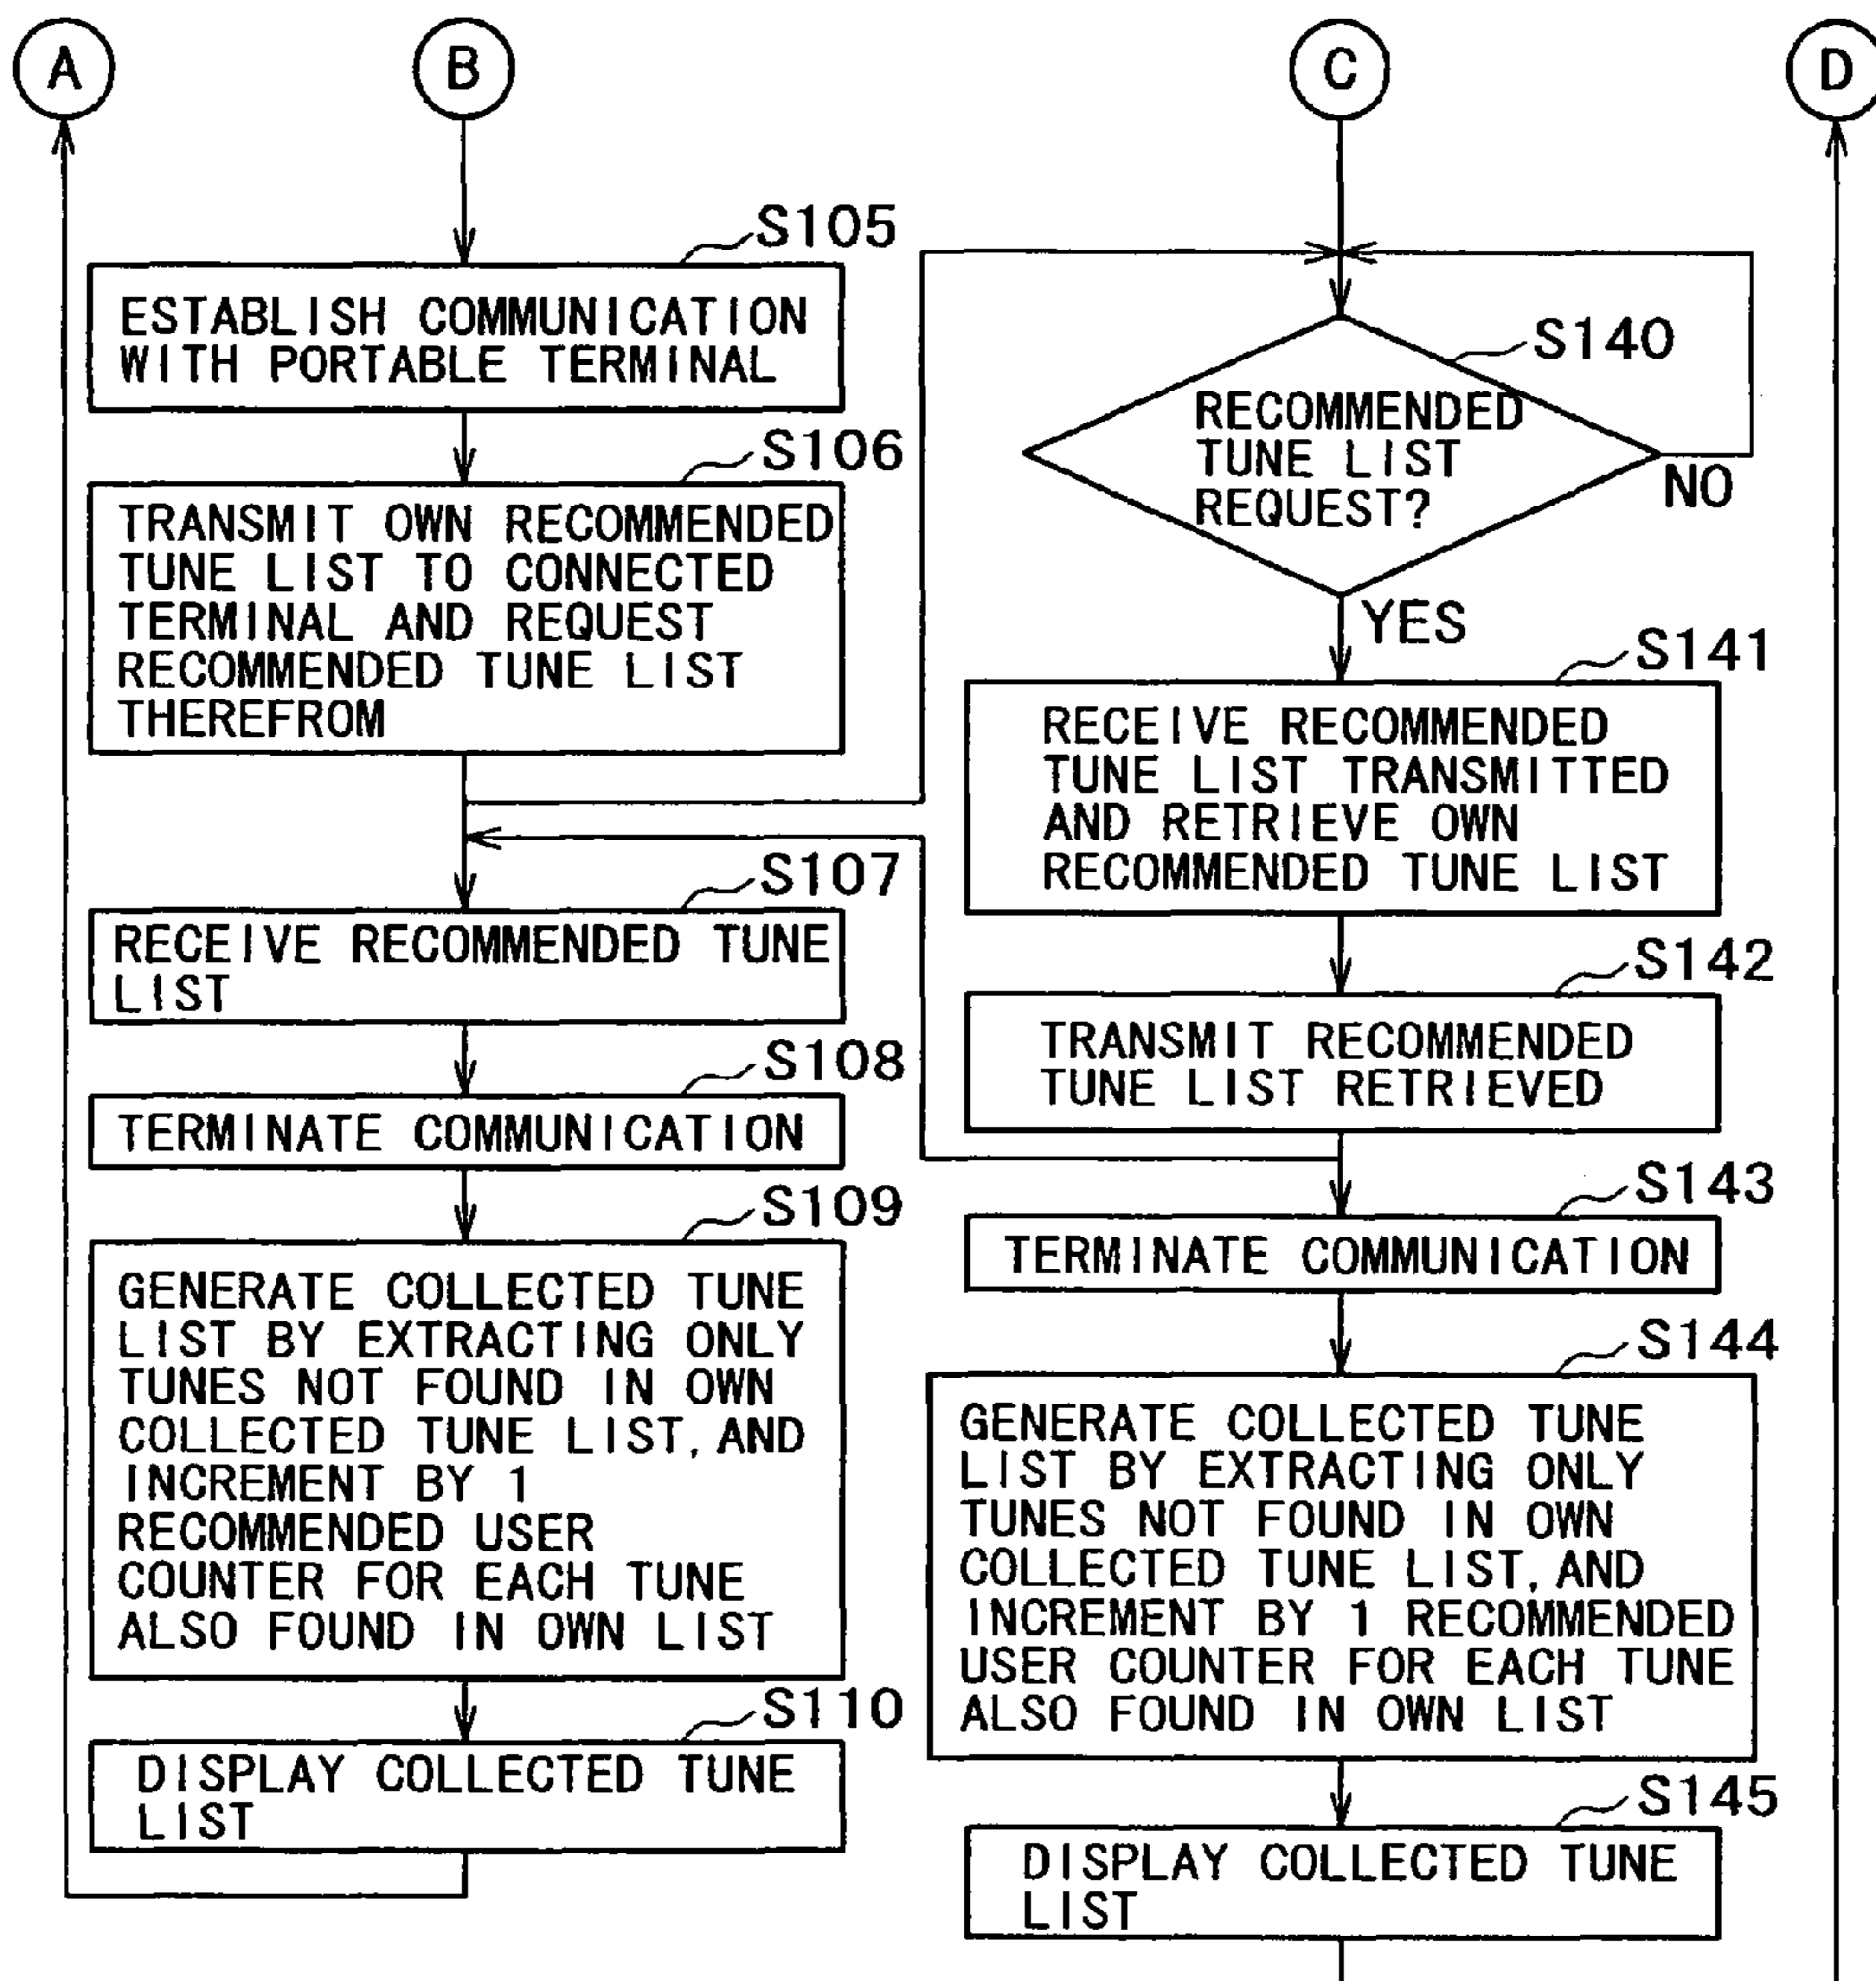 A
B
C
D
S105
ESTABLISH COMMUNICATION
WITH PORTABLE TERMINAL
S106
TRANSMIT OWN RECOMMENDED
TUNE LIST TO CONNECTED
TERMINAL AND REQUEST
RECOMMENDED TUNE LIST
THEREFROM
S107
RECEIVE RECOMMENDED TUNE
LIST
S108
TERMINATE COMMUNICATION
S109
GENERATE COLLECTED TUNE
LIST BY EXTRACTING ONLY
TUNES NOT FOUND IN OWN
COLLECTED TUNE LIST, AND
INCREMENT BY 1
RECOMMENDED USER
COUNTER FOR EACH TUNE
ALSO FOUND IN OWN LIST
S110
DISPLAY COLLECTED TUNE
LIST
S140
RECOMMENDED
TUNE LIST
REQUEST?
NO
YES
S141
RECEIVE RECOMMENDED
TUNE LIST TRANSMITTED
AND RETRIEVE OWN
RECOMMENDED TUNE LIST
S142
TRANSMIT RECOMMENDED
TUNE LIST RETRIEVED
S143
TERMINATE COMMUNICATION
S144
GENERATE COLLECTED TUNE
LIST BY EXTRACTING ONLY
TUNES NOT FOUND IN OWN
COLLECTED TUNE LIST, AND
INCREMENT BY 1 RECOMMENDED
USER COUNTER FOR EACH TUNE
ALSO FOUND IN OWN LIST
S145
DISPLAY COLLECTED TUNE
LIST